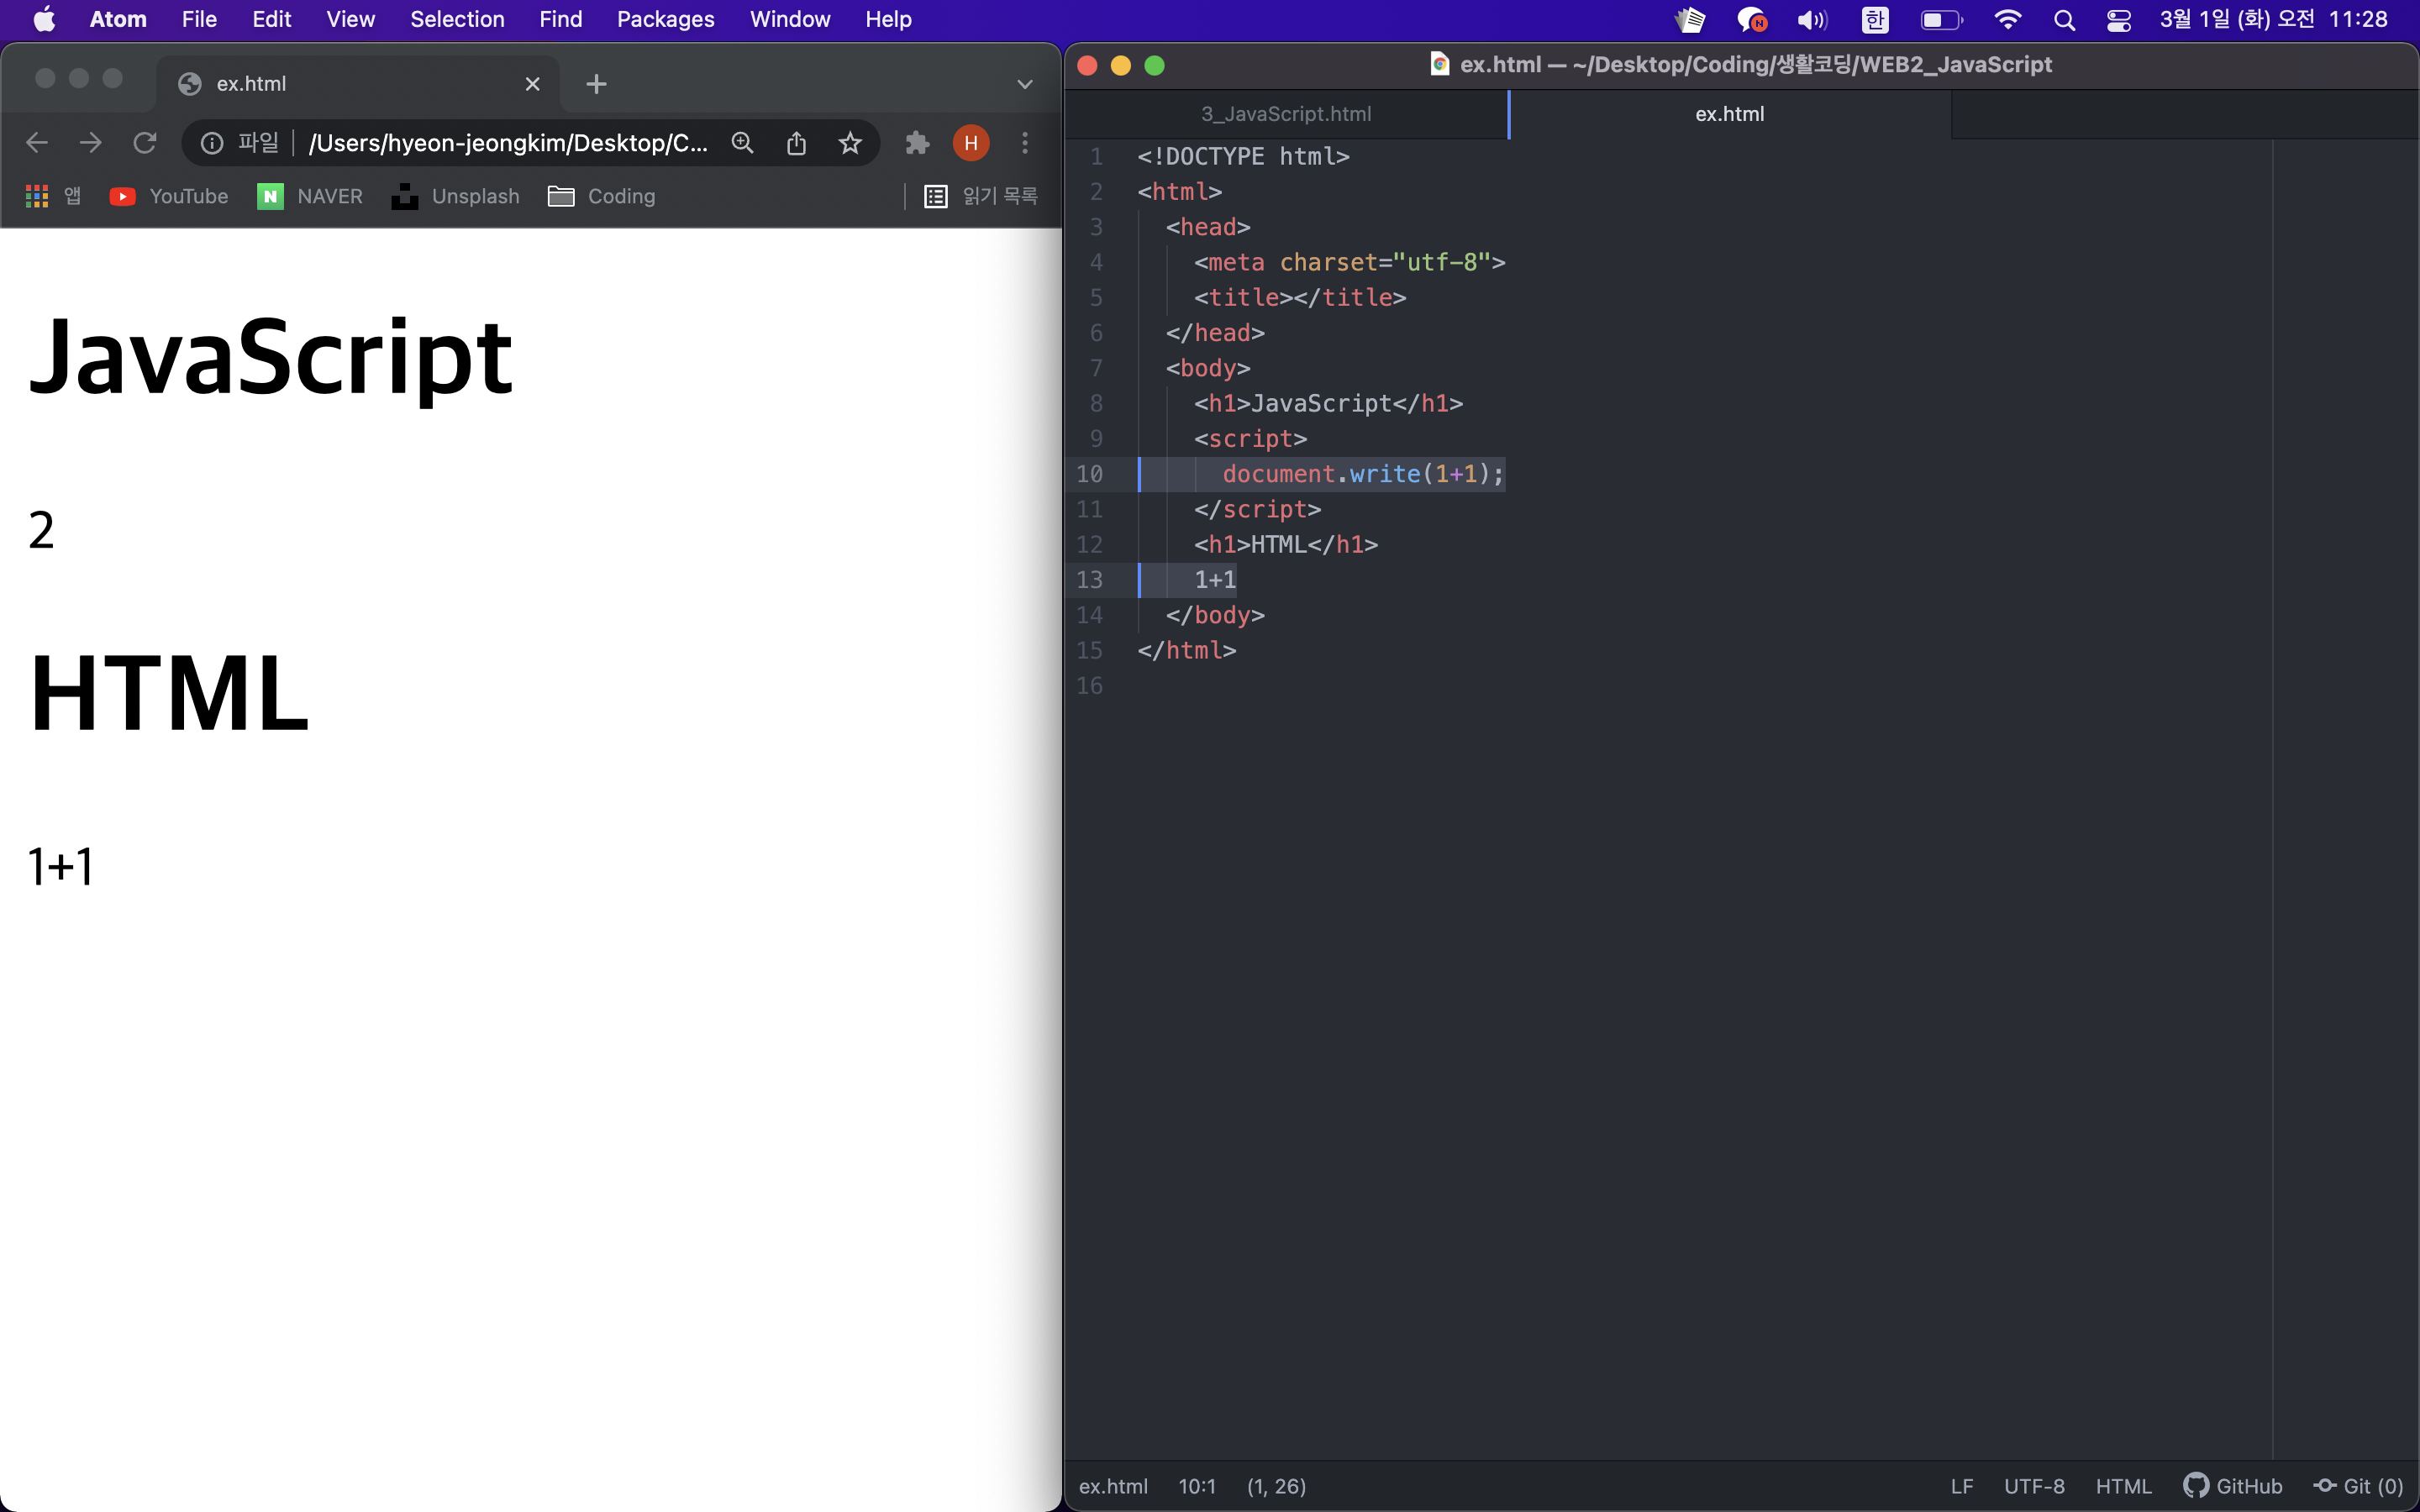 Atom File Edit View Selection Find Packages Window Help 한 3월 1일 (화) 오전 11:28
ex.html
파일 /Users/hyeon-jeongkim/Desktop/C... H
앱 YouTube N NAVER Unsplash Coding 읽기 목록
JavaScript
2
HTML
1+1
ex.html — ~/Desktop/Coding/생활코딩/WEB2_JavaScript
3_JavaScript.html ex.html
1 <!DOCTYPE html>
2 <html>
3 <head>
4 <meta charset="utf-8">
5 <title></title>
6 </head>
7 <body>
8 <h1>JavaScript</h1>
9 <script>
10 document.write(1+1);
11 </script>
12 <h1>HTML</h1>
13 1+1
14 </body>
15 </html>
16
ex.html 10:1 (1, 26) LF UTF-8 HTML GitHub Git (0)